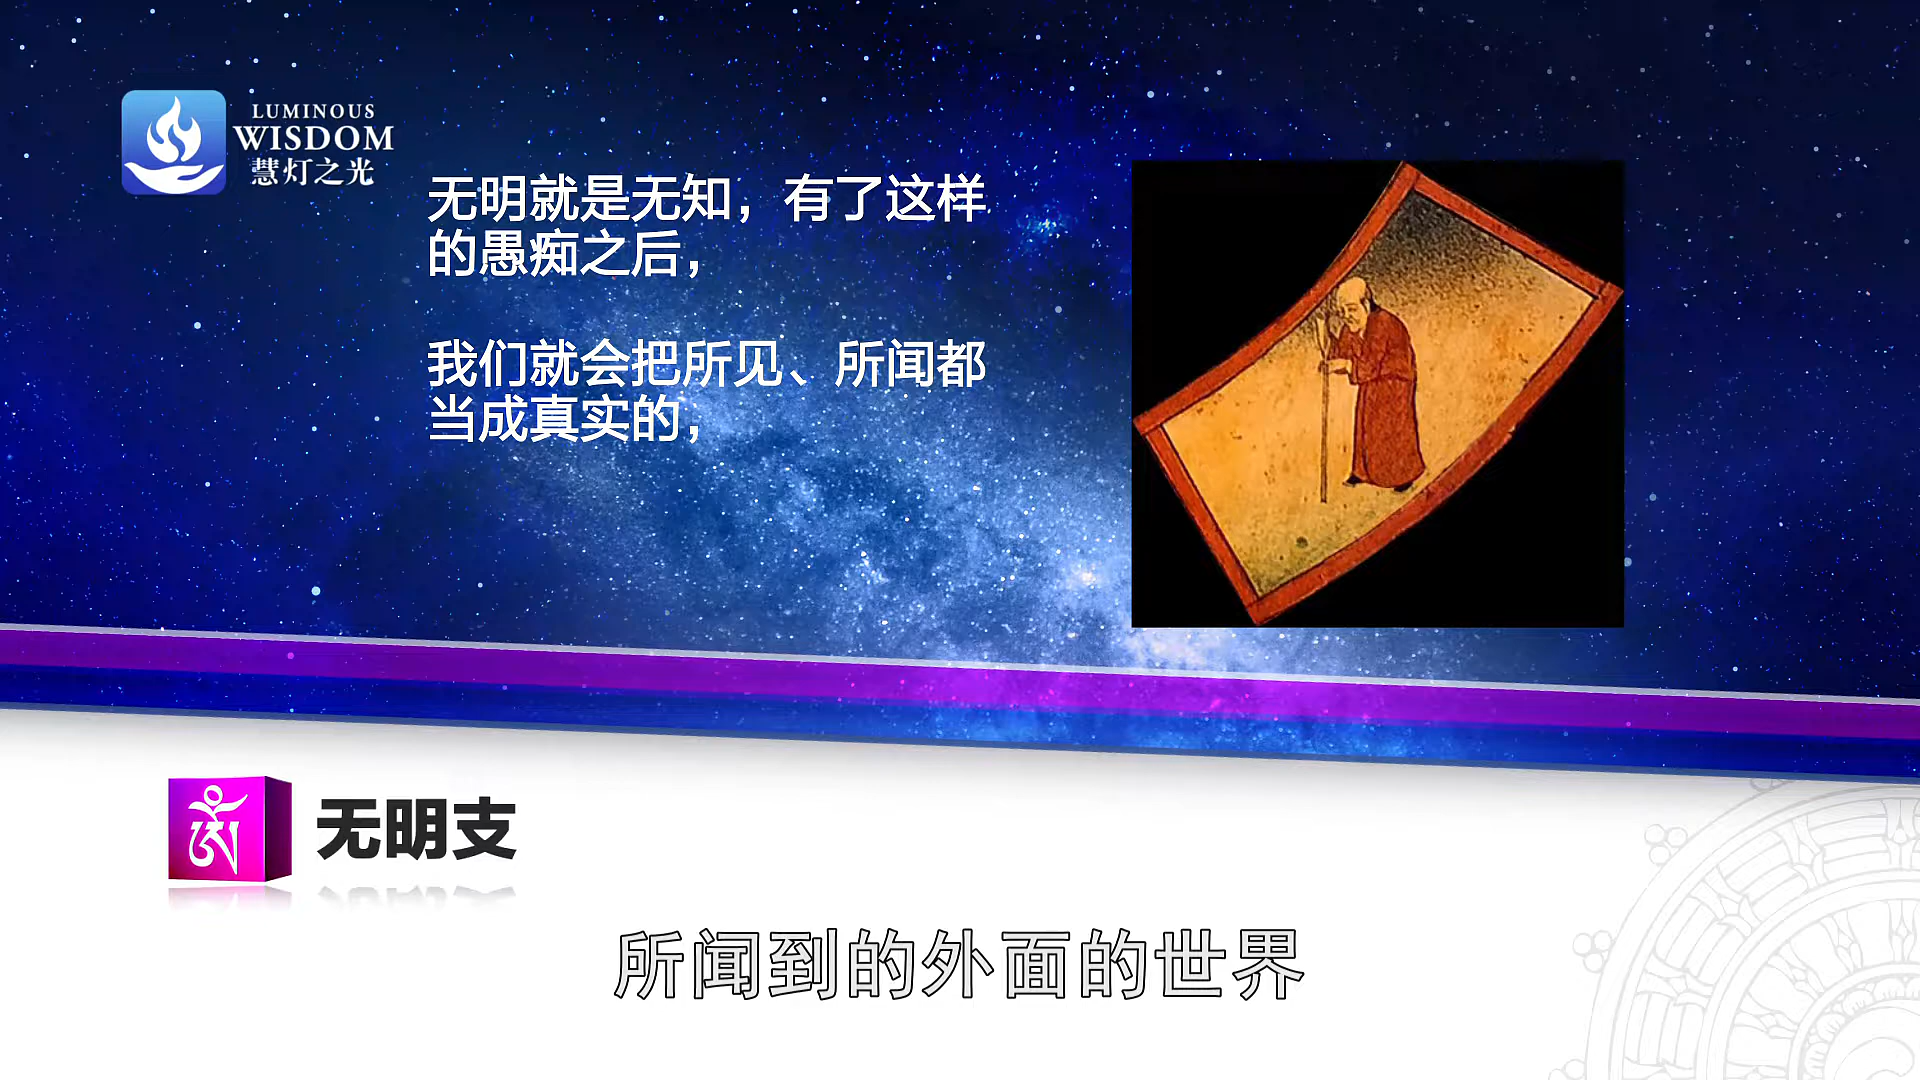 LUMINOUS
WISDOM
慧灯之光
无明就是无知，有了这样
的愚痴之后，
我们就会把所见、所闻都
当成真实的，
ༀ
无明支
所闻到的外面的世界